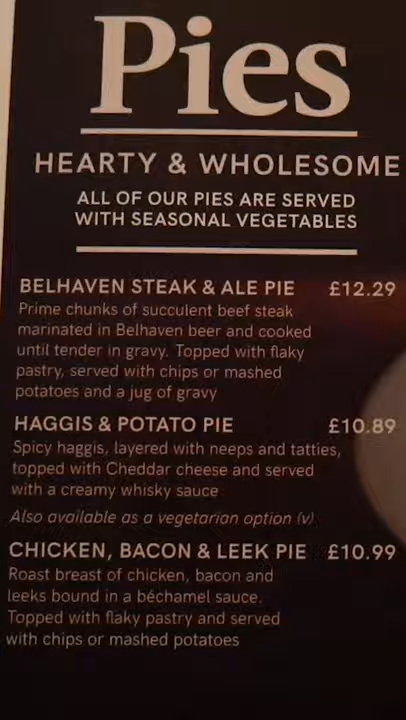 Pies
HEARTY & WHOLESOME
ALL OF OUR PIES ARE SERVED
WITH SEASONAL VEGETABLES
BELHAVEN STEAK & ALE PIE £12.29
Prime chunks of succulent beef steak
marinated in Belhaven beer and cooked
until tender in gravy. Topped with flaky
pastry, served with chips or mashed
potatoes and a jug of gravy
HAGGIS & POTATO PIE £10.89
Spicy haggis, layered with neeps and tatties,
topped with Cheddar cheese and served
with a creamy whisky sauce
Also available as a vegetarian option (v)
CHICKEN, BACON & LEEK PIE £10.99
Roast breast of chicken, bacon and
leeks bound in a béchamel sauce.
Topped with flaky pastry and served
with chips or mashed potatoes